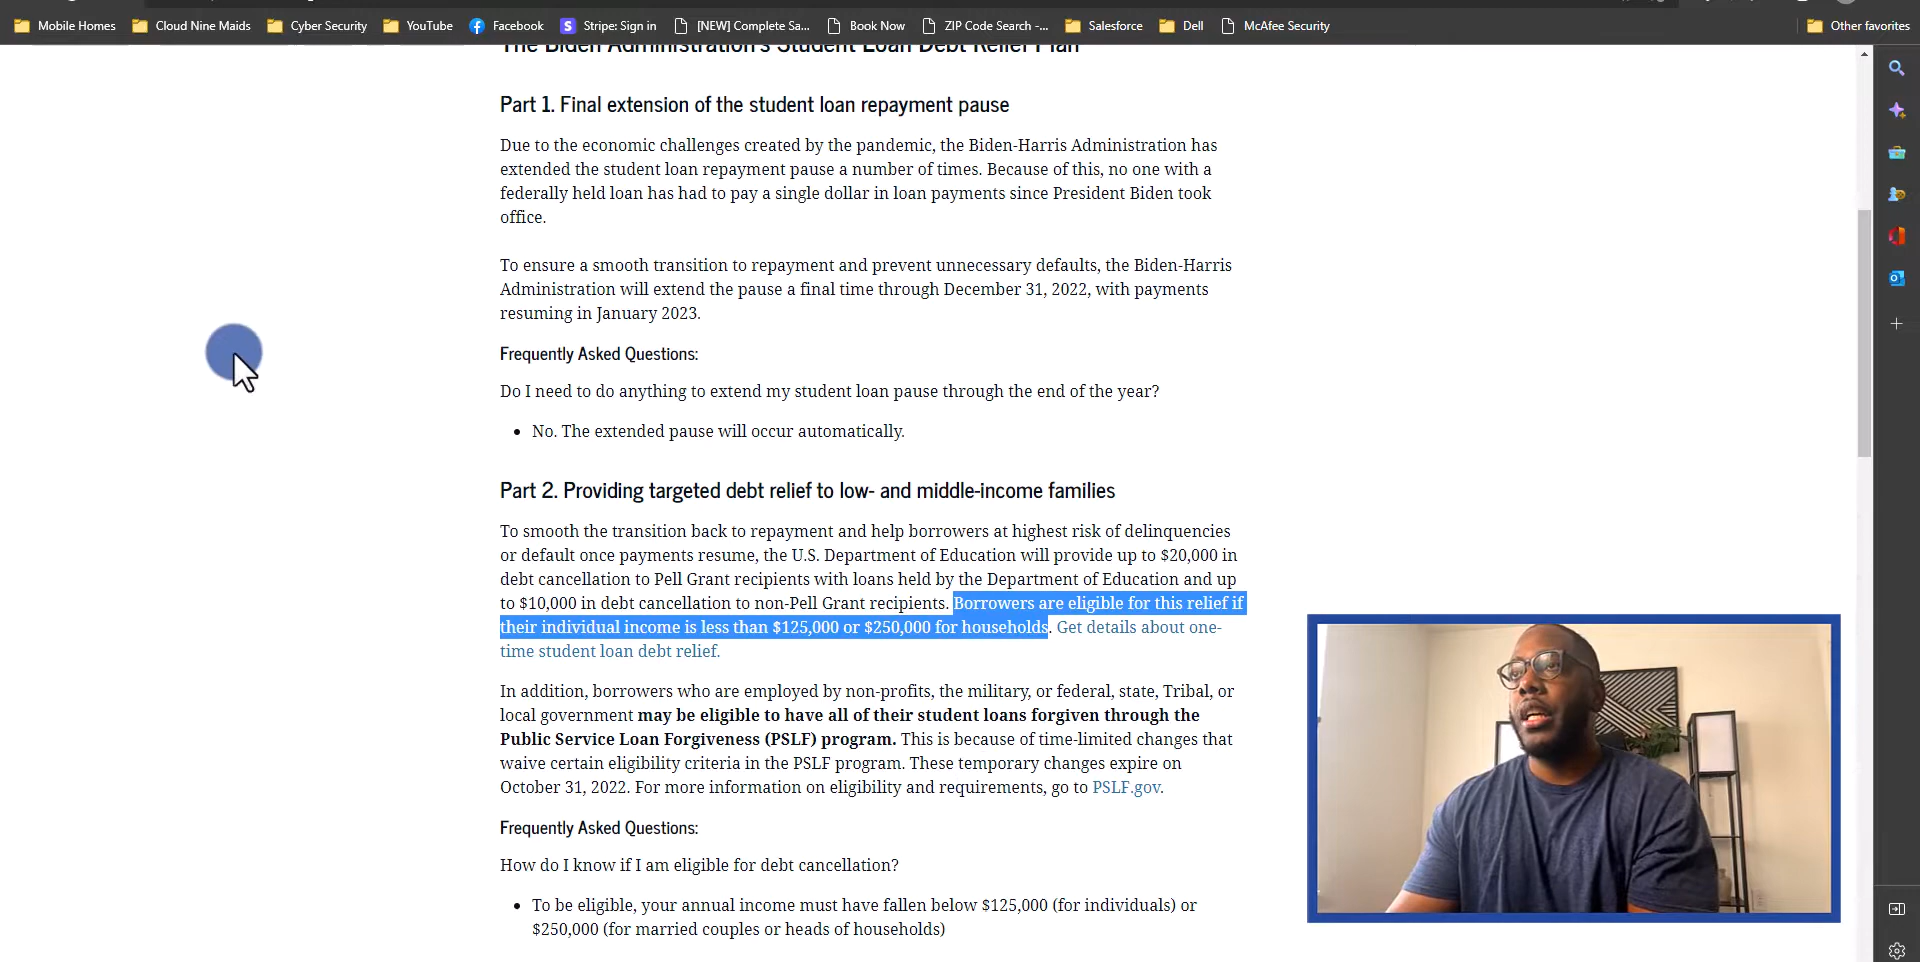 Mobile Homes Cloud Nine Maids Cyber Security YouTube Facebook Stripe: Sign in [NEW] Complete Sa... Book Now ZIP Code Search -... Salesforce Dell McAfee Security Other favorites
The Biden Administration's Student Loan Debt Relief Plan
Part 1. Final extension of the student loan repayment pause
Due to the economic challenges created by the pandemic, the Biden-Harris Administration has
extended the student loan repayment pause a number of times. Because of this, no one with a
federally held loan has had to pay a single dollar in loan payments since President Biden took
office.
To ensure a smooth transition to repayment and prevent unnecessary defaults, the Biden-Harris
Administration will extend the pause a final time through December 31, 2022, with payments
resuming in January 2023.
Frequently Asked Questions:
Do I need to do anything to extend my student loan pause through the end of the year?
• No. The extended pause will occur automatically.
Part 2. Providing targeted debt relief to low- and middle-income families
To smooth the transition back to repayment and help borrowers at highest risk of delinquencies
or default once payments resume, the U.S. Department of Education will provide up to $20,000 in
debt cancellation to Pell Grant recipients with loans held by the Department of Education and up
to $10,000 in debt cancellation to non-Pell Grant recipients. Borrowers are eligible for this relief if
their individual income is less than $125,000 or $250,000 for households. Get details about one-
time student loan debt relief.
In addition, borrowers who are employed by non-profits, the military, or federal, state, Tribal, or
local government may be eligible to have all of their student loans forgiven through the
Public Service Loan Forgiveness (PSLF) program. This is because of time-limited changes that
waive certain eligibility criteria in the PSLF program. These temporary changes expire on
October 31, 2022. For more information on eligibility and requirements, go to PSLF.gov.
Frequently Asked Questions:
How do I know if I am eligible for debt cancellation?
• To be eligible, your annual income must have fallen below $125,000 (for individuals) or
$250,000 (for married couples or heads of households)